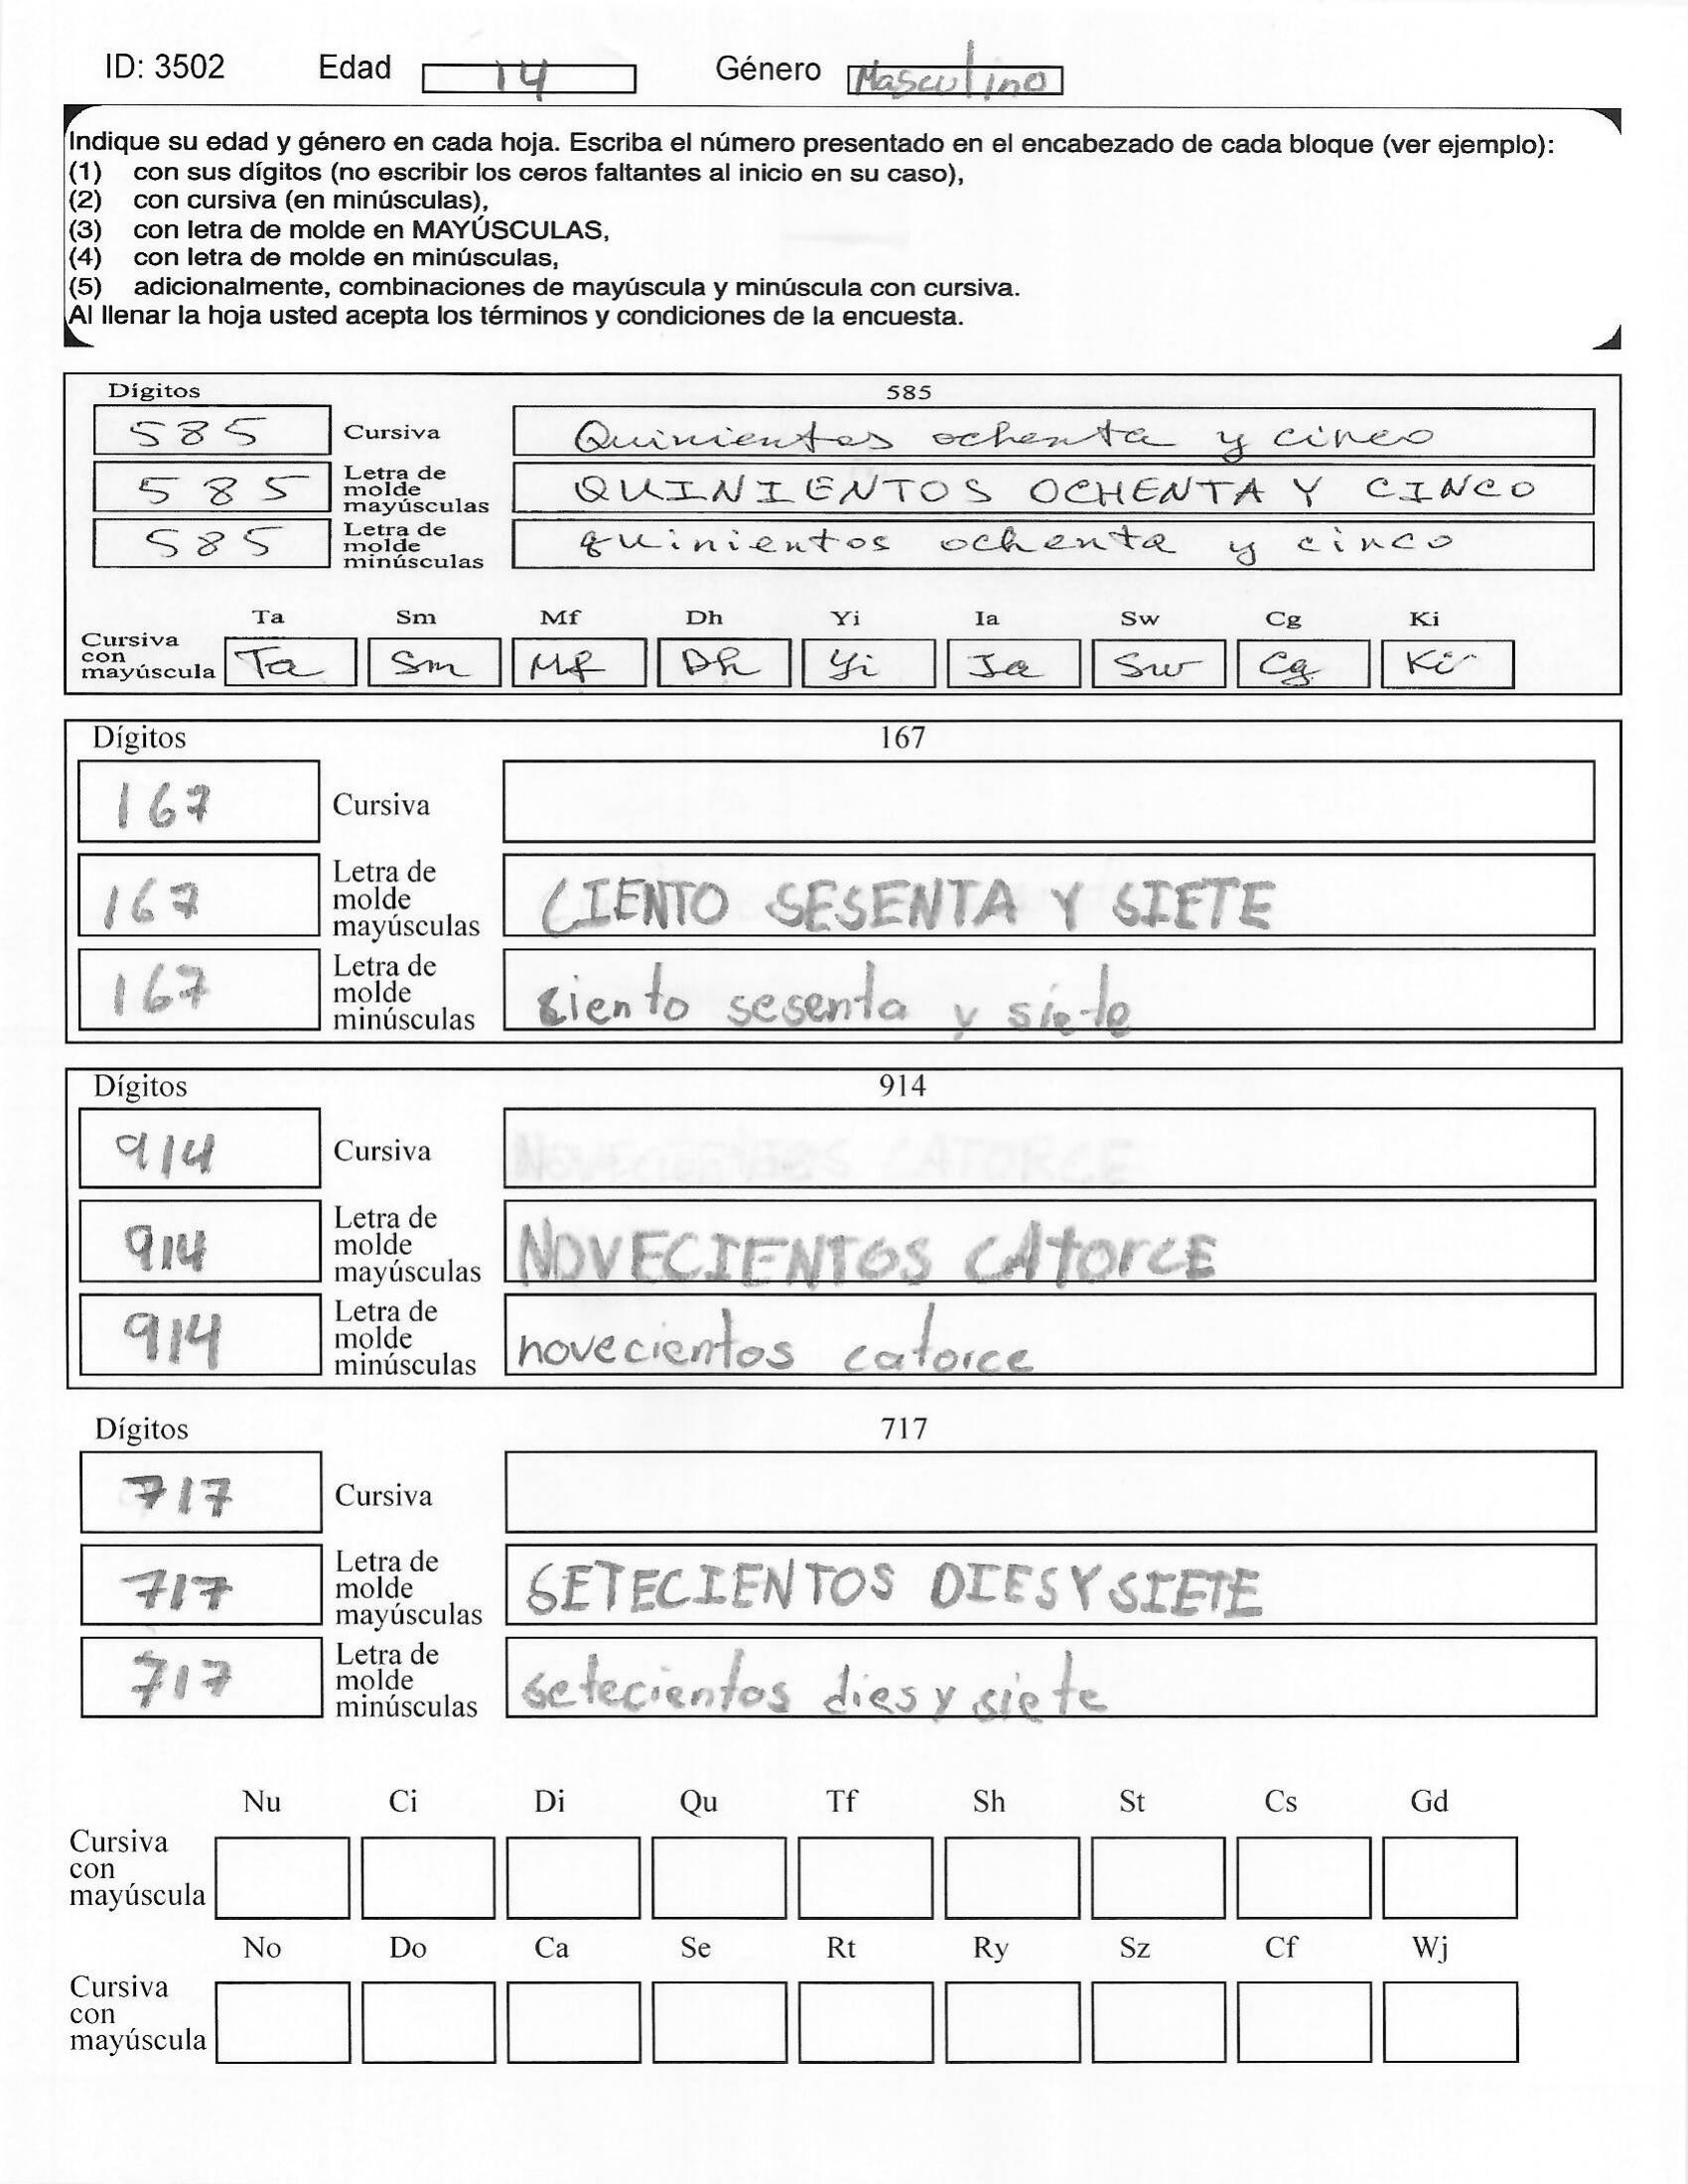 ID: 3502 Edad 14 Género Masculino
Indique su edad y género en cada hoja. Escriba el número presentado en el encabezado de cada bloque (ver ejemplo):
(1) con sus dígitos (no escribir los ceros faltantes al inicio en su caso),
(2) con cursiva (en minúsculas),
(3) con letra de molde en MAYÚSCULAS,
(4) con letra de molde en minúsculas,
(5) adicionalmente, combinaciones de mayúscula y minúscula con cursiva.
Al llenar la hoja usted acepta los términos y condiciones de la encuesta.
Dígitos 585
585 Cursiva Quinientos ochenta y cinco
585 Letra de molde mayúsculas QUINIENTOS OCHENTA Y CINCO
585 Letra de molde minúsculas quinientos ochenta y cinco
Ta Sm Mf Dh Yi Ia Sw Cg Ki
Cursiva con mayúscula Ta Sm Mf Dh Yi Ia Sw Cg Ki
Dígitos 167
167 Cursiva
167 Letra de molde mayúsculas CIENTO SESENTA Y SIETE
167 Letra de molde minúsculas siento sesenta y siete
Dígitos 914
914 Cursiva
914 Letra de molde mayúsculas NOVECIENTOS CATORCE
914 Letra de molde minúsculas novecientos catorce
Dígitos 717
717 Cursiva
717 Letra de molde mayúsculas SETECIENTOS DIES Y SIETE
717 Letra de molde minúsculas setecientos dies y siete
Nu Ci Di Qu Tf Sh St Cs Gd
Cursiva con mayúscula
No Do Ca Se Rt Ry Sz Cf Wj
Cursiva con mayúscula